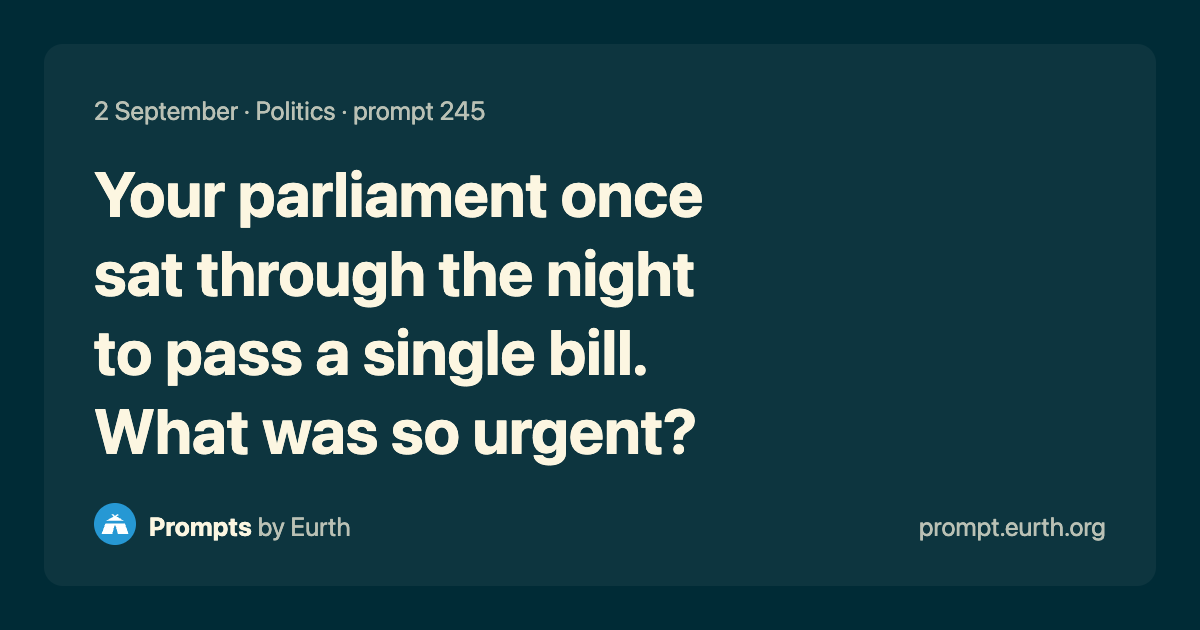 2 September · Politics · prompt 245
Your parliament once
sat through the night
to pass a single bill.
What was so urgent?
Prompts by Eurth
prompt.eurth.org